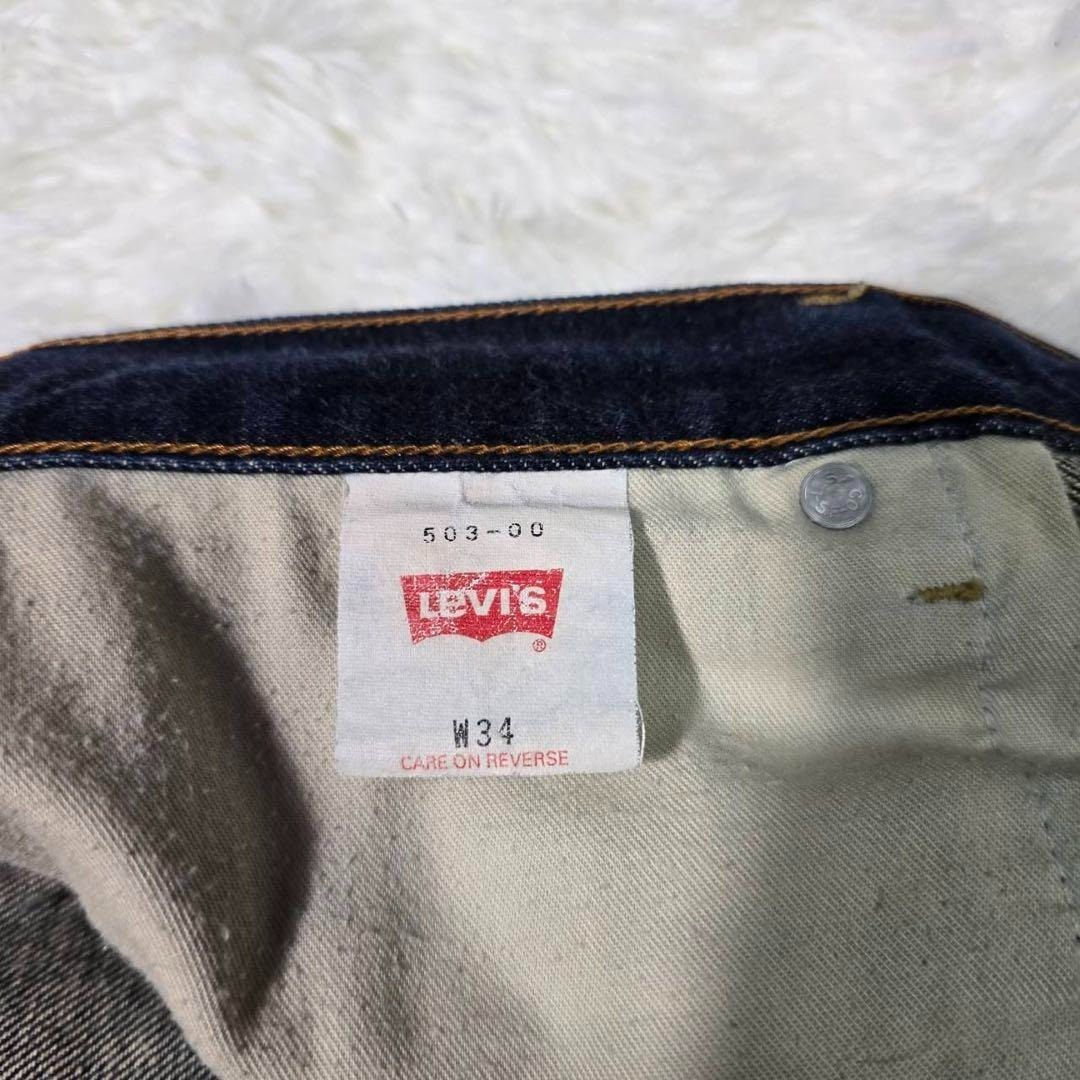 503-00
LEVI'S
®
W34
CARE ON REVERSE